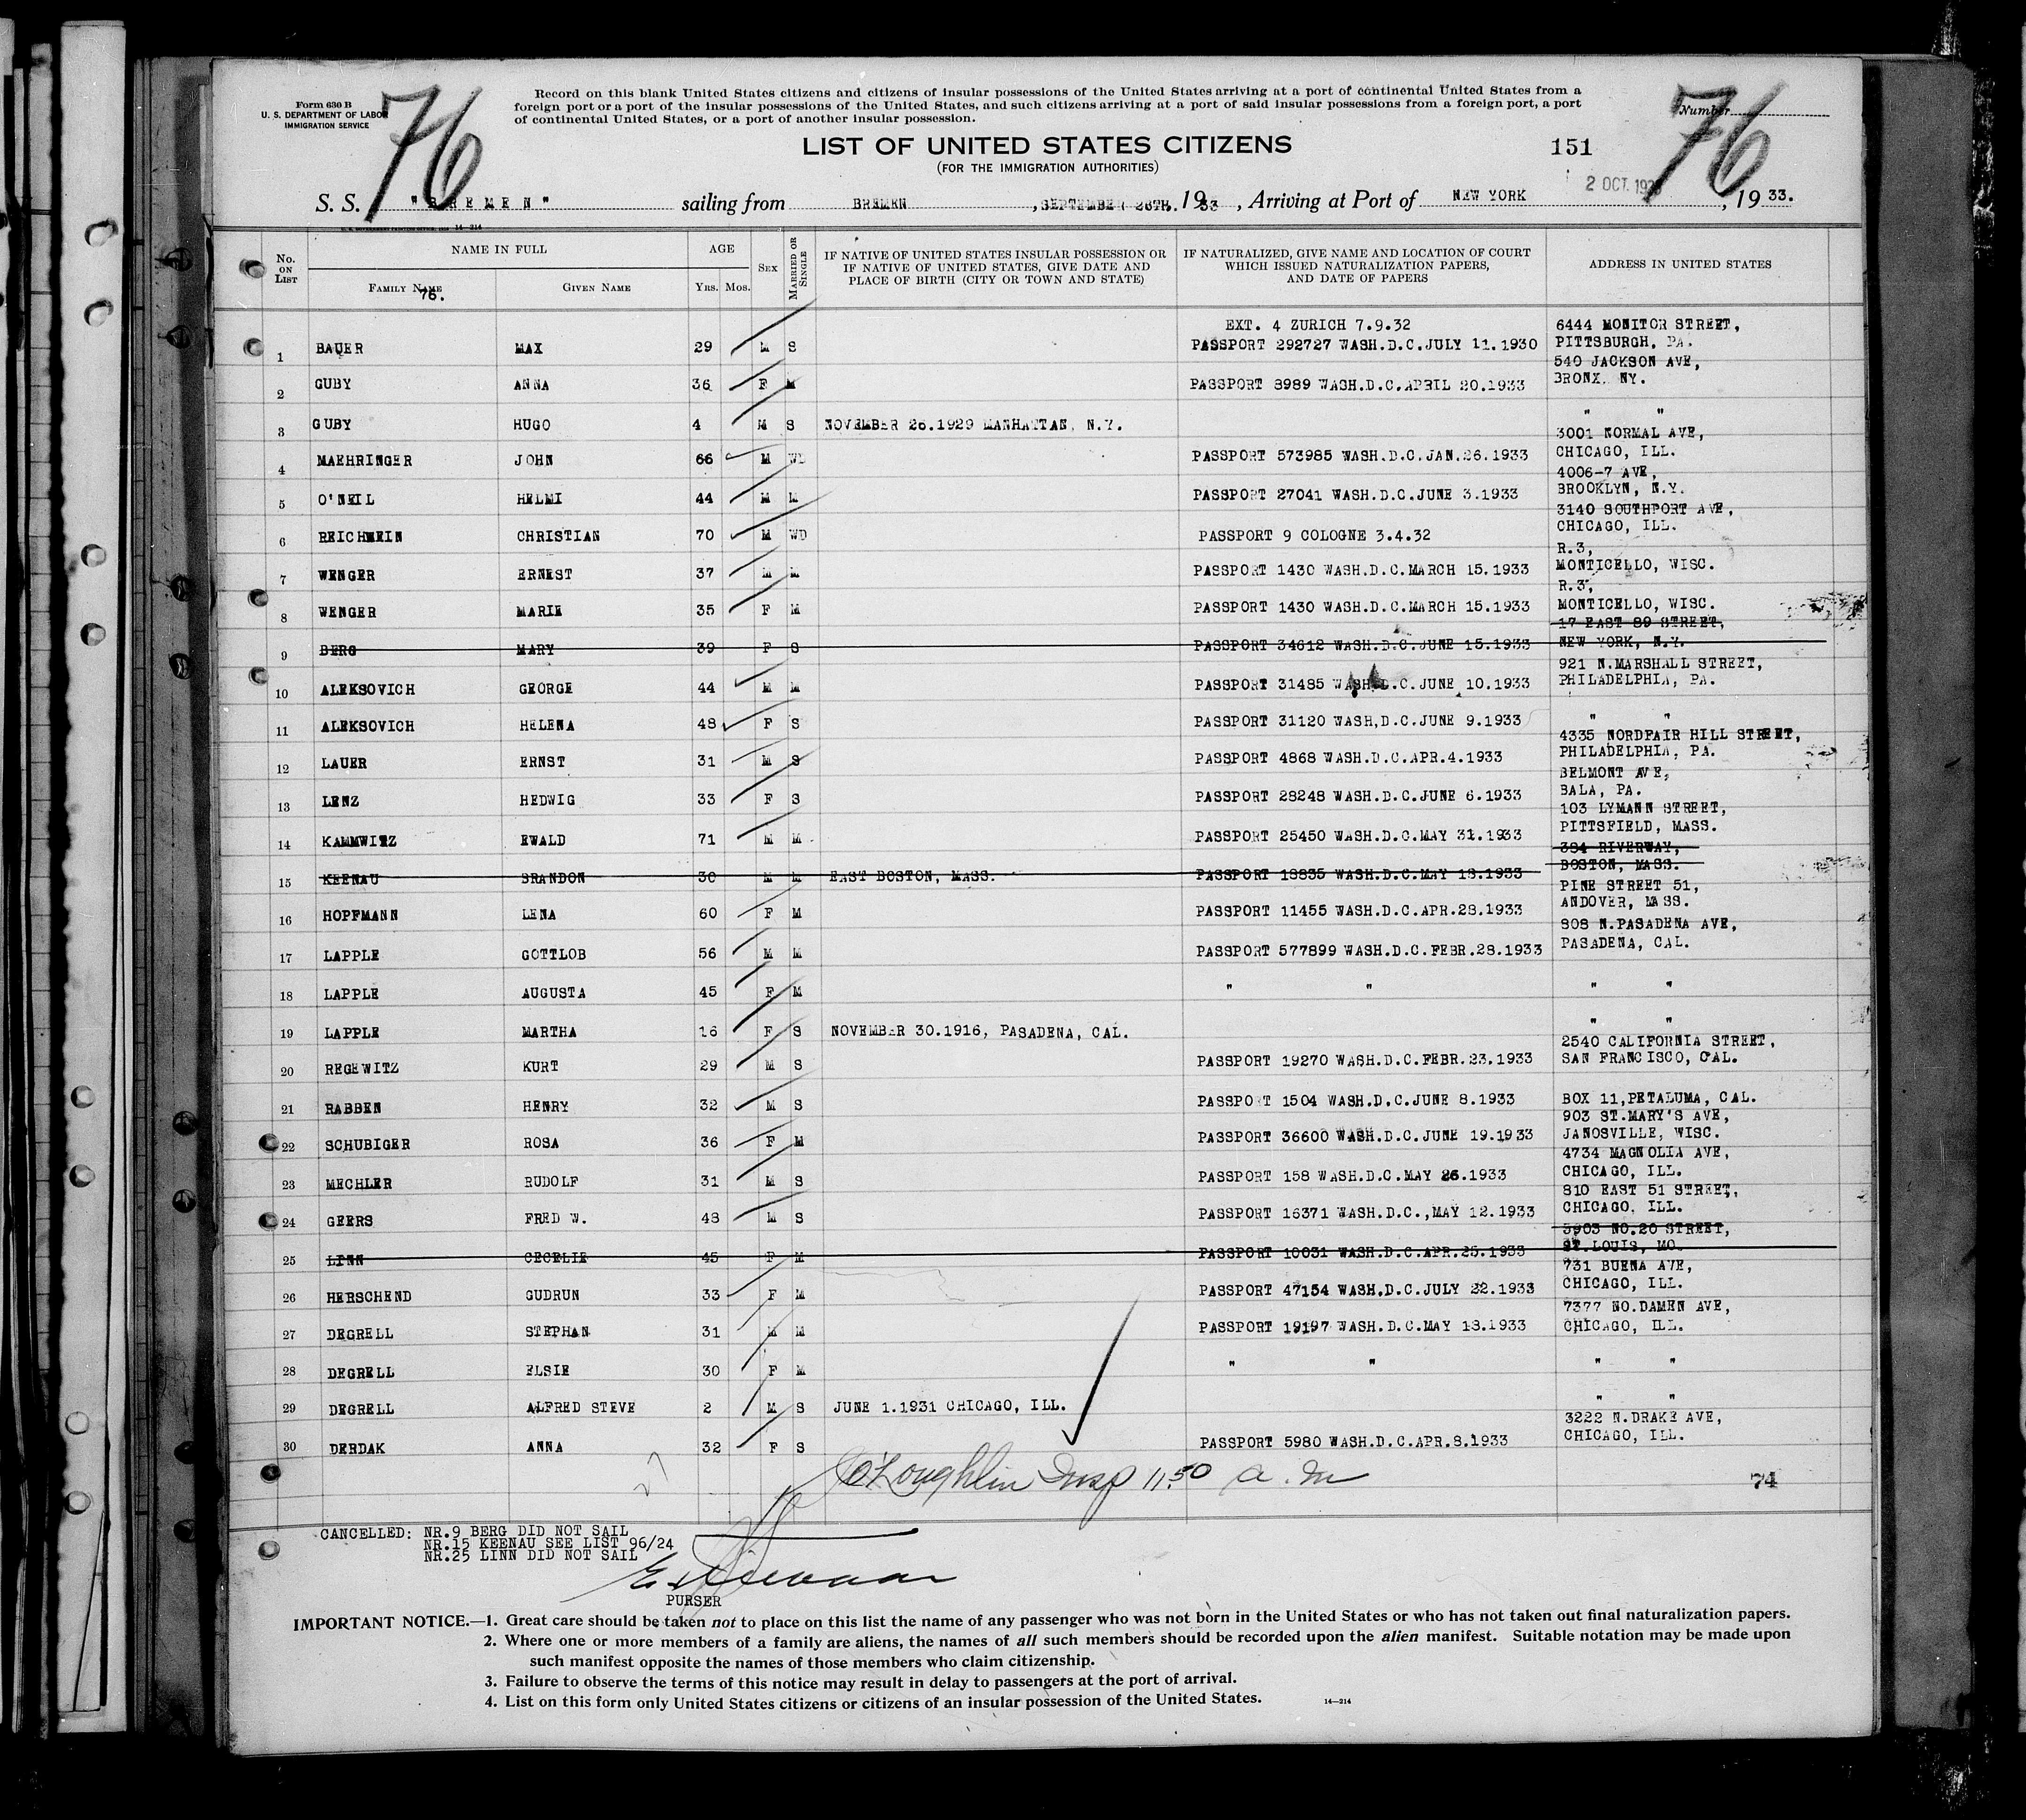 76
76
Form 630 B
U. S. DEPARTMENT OF LABOR
IMMIGRATION SERVICE
Record on this blank United States citizens and citizens of insular possessions of the United States arriving at a port of continental United States from a
foreign port or a port of the insular possessions of the United States, and such citizens arriving at a port of said insular possessions from a foreign port, a port
of continental United States, or a port of another insular possession.
Number
LIST OF UNITED STATES CITIZENS
(FOR THE IMMIGRATION AUTHORITIES)
151
2 OCT. 193
S. S. "BREMEN" sailing from BREMEN, SEPTEMBER 26TH. 1933, Arriving at Port of NEW YORK, 1933.
14-214
No. ON LIST NAME IN FULL AGE SEX MARRIED OR SINGLE IF NATIVE OF UNITED STATES INSULAR POSSESSION OR IF NATIVE OF UNITED STATES, GIVE DATE AND PLACE OF BIRTH (CITY OR TOWN AND STATE) IF NATURALIZED, GIVE NAME AND LOCATION OF COURT WHICH ISSUED NATURALIZATION PAPERS, AND DATE OF PAPERS ADDRESS IN UNITED STATES
FAMILY NAME GIVEN NAME YRS. MOS.
76.
EXT. 4 ZURICH 7.9.32 6444 MONITOR STREET,
1 BAUER MAX 29 M S PASSPORT 292727 WASH.D.C.JULY 11.1930 PITTSBURGH, PA.
540 JACKSON AVE,
2 GUBY ANNA 36 F M PASSPORT 8989 WASH.D.C.APRIL 20.1933 BRONX. NY.
3 GUBY HUGO 4 M S NOVEMBER 26.1929 MANHATTAN, N.Y. " "
3001 NORMAL AVE,
4 MAEHRINGER JOHN 66 M WD PASSPORT 573985 WASH.D.C.JAN.26.1933 CHICAGO, ILL.
4006-7 AVE,
5 O'NEIL HELMI 44 M M PASSPORT 27041 WASH.D.C.JUNE 3.1933 BROOKLYN, N.Y.
3140 SOUTHPORT AVE,
6 REICHWEIN CHRISTIAN 70 M WD PASSPORT 9 COLOGNE 3.4.32 CHICAGO, ILL.
R.3,
7 WENGER ERNEST 37 M M PASSPORT 1430 WASH.D.C.MARCH 15.1933 MONTICELLO, WISC.
R.3,
8 WENGER MARIE 35 F M PASSPORT 1430 WASH.D.C.MARCH 15.1933 MONTICELLO, WISC.
17 EAST 89 STREET,
9 BERG MARY 39 F S PASSPORT 34612 WASH.D.C.JUNE 15.1933 NEW YORK, N.Y.
921 N.MARSHALL STREET,
10 ALEKSOVICH GEORGE 44 M M PASSPORT 31485 WASH.D.C.JUNE 10.1933 PHILADELPHIA, PA.
11 ALEKSOVICH HELENA 48 F S PASSPORT 31120 WASH,D.C.JUNE 9.1933 " "
4335 NORDFAIR HILL STREET,
12 LAUER ERNST 31 M S PASSPORT 4868 WASH.D.C.APR.4.1933 PHILADELPHIA, PA.
BELMONT AVE,
13 LENZ HEDWIG 33 F S PASSPORT 28248 WASH.D.C.JUNE 6.1933 BALA, PA.
103 LYMANN STREET,
14 KAMMWITZ EWALD 71 M M PASSPORT 25450 WASH.D.C.MAY 31.1933 PITTSFIELD, MASS.
384 RIVERWAY,
15 KEENAU BRANDON 30 M M EAST BOSTON, MASS. PASSPORT 18835 WASH.D.C.MAY 18.1933 BOSTON, MASS.
PINE STREET 51,
16 HOPFMANN LENA 60 F M PASSPORT 11455 WASH.D.C.APR.28.1933 ANDOVER, MASS.
808 N.PASADENA AVE,
17 LAPPLE GOTTLOB 56 M M PASSPORT 577899 WASH.D.C.FEBR.28.1933 PASADENA, CAL.
18 LAPPLE AUGUSTA 45 F M " " " "
19 LAPPLE MARTHA 16 F S NOVEMBER 30.1916, PASADENA, CAL. " "
2540 CALIFORNIA STREET,
20 REGEWITZ KURT 29 M S PASSPORT 19270 WASH.D.C.FEBR.23.1933 SAN FRANCISCO, CAL.
21 RABBEN HENRY 32 M S PASSPORT 1504 WASH.D.C.JUNE 8.1933 BOX 11,PETALUMA, CAL.
903 ST.MARY'S AVE,
22 SCHUBIGER ROSA 36 F M PASSPORT 36600 WASH.D.C.JUNE 19.1933 JANOSVILLE, WISC.
4734 MAGNOLIA AVE,
23 MECHLER RUDOLF 31 M S PASSPORT 158 WASH.D.C.MAY 26.1933 CHICAGO, ILL.
810 EAST 51 STREET,
24 GEERS FRED W. 48 M S PASSPORT 16371 WASH.D.C.,MAY 12.1933 CHICAGO, ILL.
5903 NO.20 STREET,
25 LINN CECELIE 45 F M PASSPORT 10031 WASH.D.C.APR.25.1933 ST.LOUIS, MO.
731 BUENA AVE,
26 HERSCHEND GUDRUN 33 F M PASSPORT 47154 WASH.D.C.JULY 22.1933 CHICAGO, ILL.
7377 NO.DAMEN AVE,
27 DEGRELL STEPHAN 31 M M PASSPORT 19197 WASH.D.C.MAY 18.1933 CHICAGO, ILL.
28 DEGRELL ELSIE 30 F M " " " "
29 DEGRELL ALFRED STEVE 2 M S JUNE 1.1931 CHICAGO, ILL. " "
3222 N.DRAKE AVE,
30 DERDAK ANNA 32 F S PASSPORT 5980 WASH.D.C.APR.8.1933 CHICAGO, ILL.
27
O'Loughlin Insp 11.50 a.m
74
CANCELLED: NR.9 BERG DID NOT SAIL
NR.15 KEENAU SEE LIST 96/24
NR.25 LINN DID NOT SAIL
PURSER
IMPORTANT NOTICE.—1. Great care should be taken not to place on this list the name of any passenger who was not born in the United States or who has not taken out final naturalization papers.
2. Where one or more members of a family are aliens, the names of all such members should be recorded upon the alien manifest. Suitable notation may be made upon
such manifest opposite the names of those members who claim citizenship.
3. Failure to observe the terms of this notice may result in delay to passengers at the port of arrival.
4. List on this form only United States citizens or citizens of an insular possession of the United States.
14—214